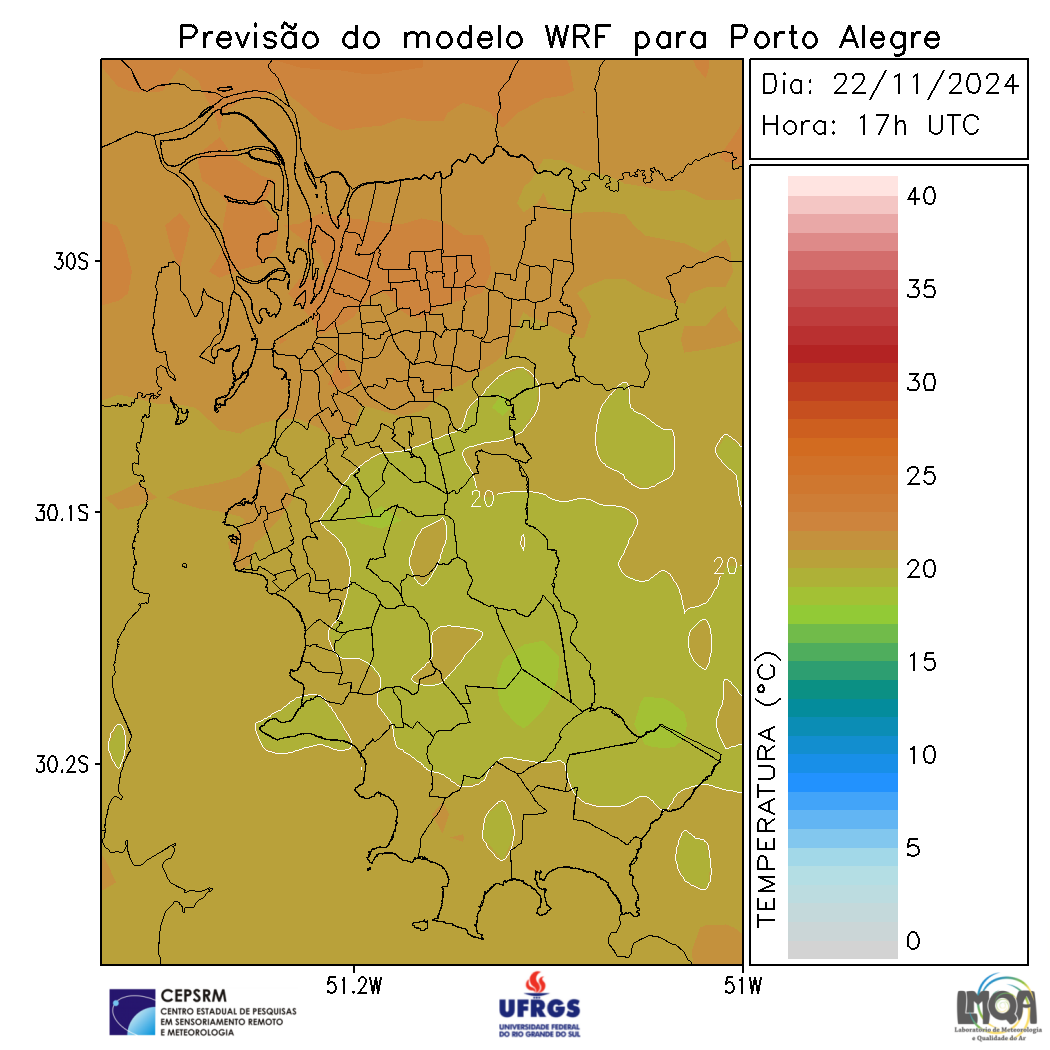 Previsão do modelo WRF para Porto Alegre
Dia: 22/11/2024
Hora: 17h UTC
40
35
30
25
20
15
10
5
0
TEMPERATURA (°C)
30S
30.1S
30.2S
20
20
51.2W
51W
CEPSRM
CENTRO ESTADUAL DE PESQUISAS
EM SENSORIAMENTO REMOTO
E METEOROLOGIA
UFRGS
UNIVERSIDADE FEDERAL
DO RIO GRANDE DO SUL
LMQA
Laboratório de Meteorologia
e Qualidade do Ar